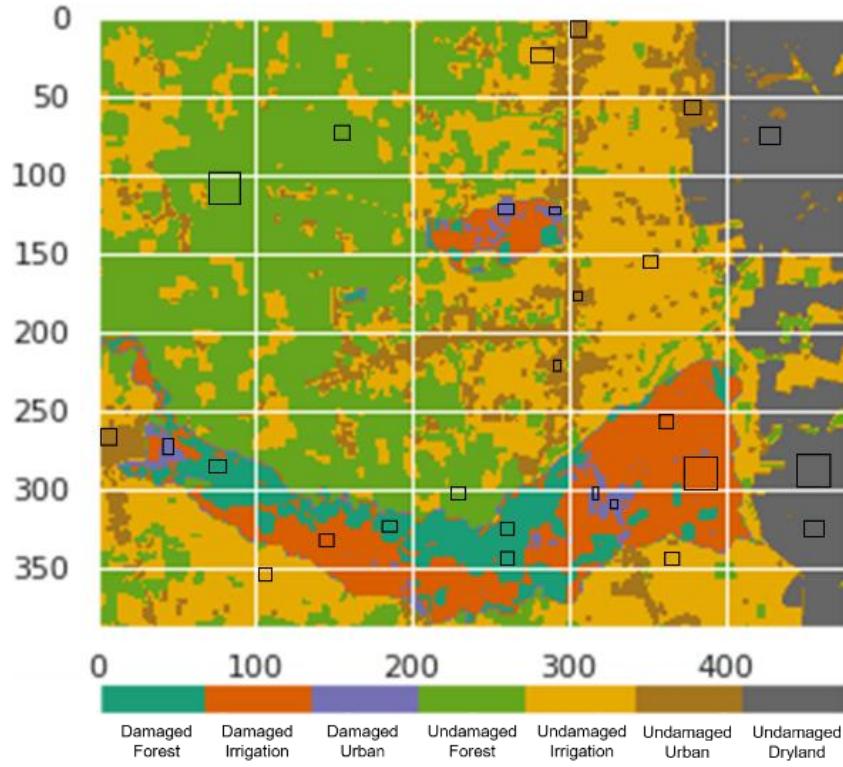 0
50
100
150
200
250
300
350
0 100 200 300 400
Damaged Forest
Damaged Irrigation
Damaged Urban
Undamaged Forest
Undamaged Irrigation
Undamaged Urban
Undamaged Dryland